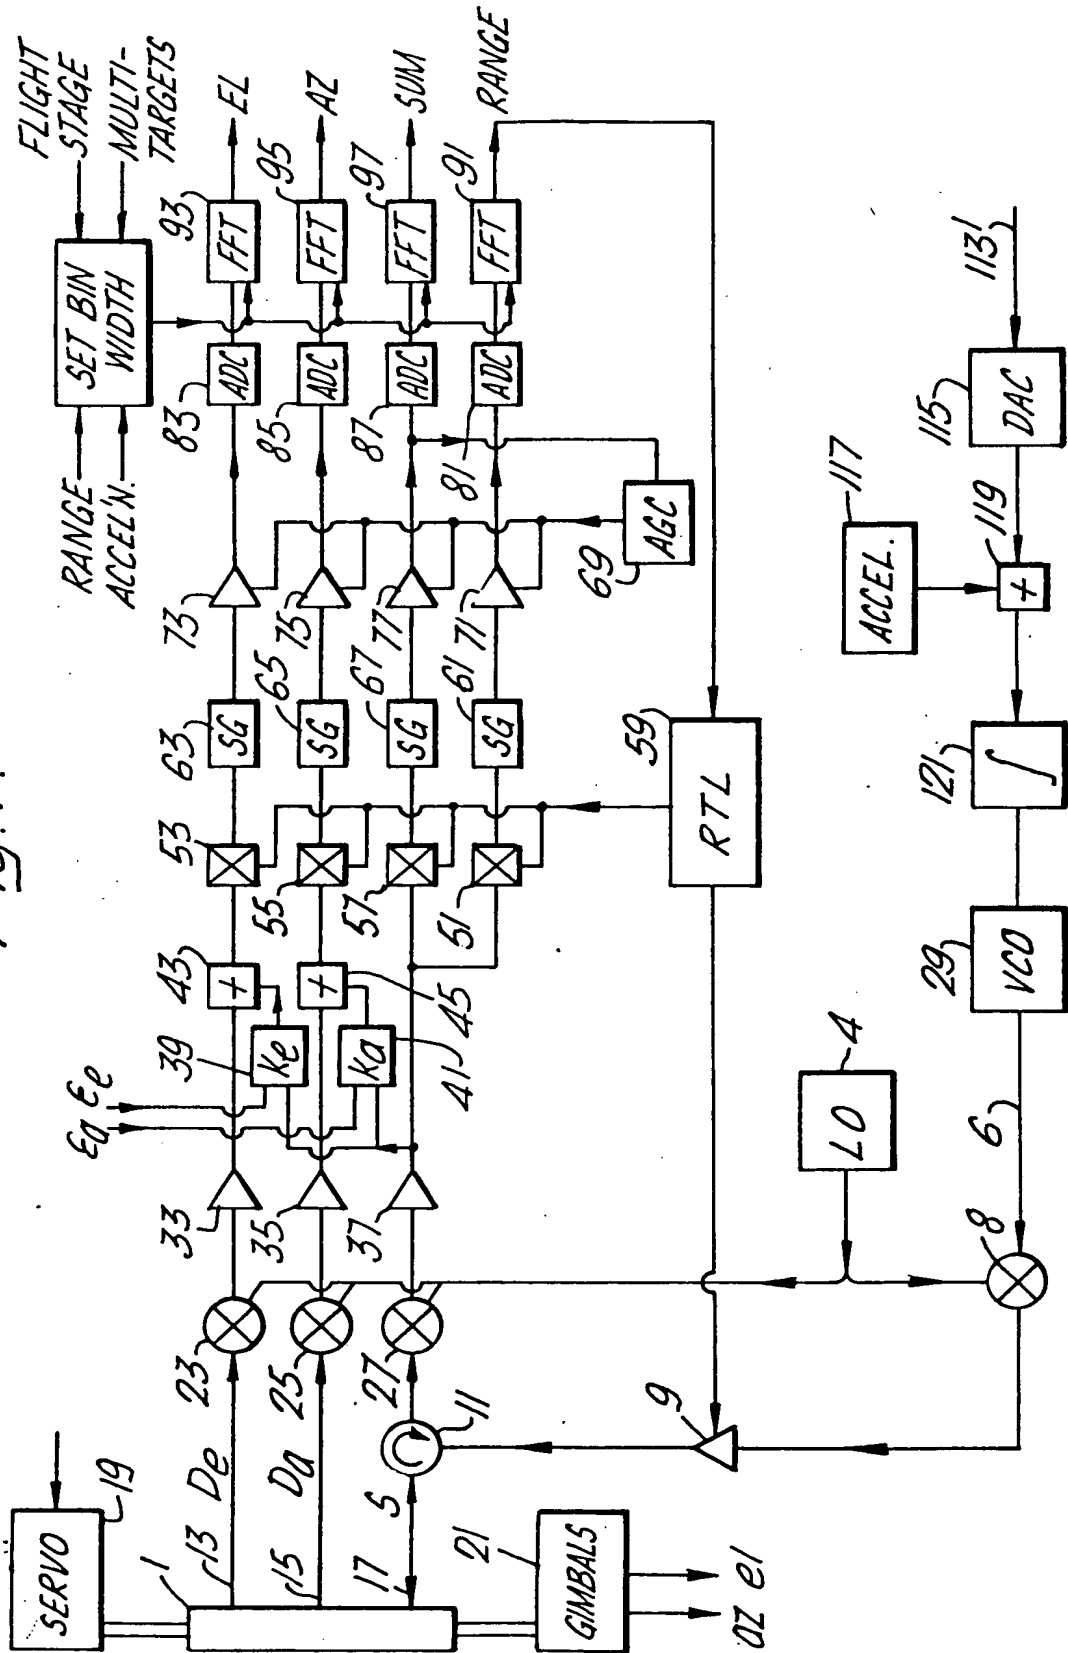 Fig. 1.
SERVO
19
1
13
De
15
Da
17
S
21
GIMBALS
az
el
23
25
27
11
9
33
35
37
εa
εe
39
Ke
41
Ka
43
45
53
55
57
51
63
SG
65
SG
67
SG
61
SG
73
75
77
71
69
AGC
RANGE
ACCEL'N.
SET BIN
WIDTH
FLIGHT
STAGE
MULTI-
TARGETS
83
ADC
85
ADC
87
ADC
81
ADC
93
FFT
EL
95
FFT
AZ
97
FFT
SUM
91
FFT
RANGE
59
RTL
4
LO
8
6
29
VCO
121
∫
119
+
117
ACCEL.
115
DAC
113'